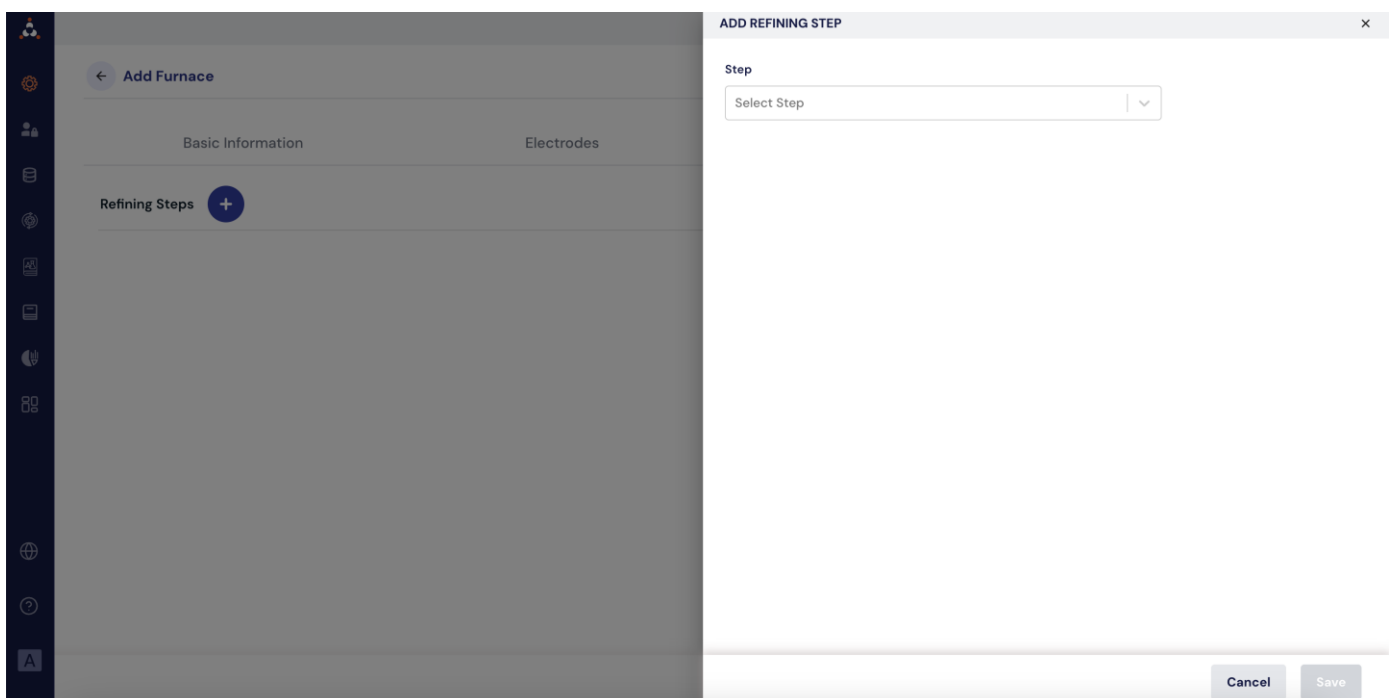 ADD REFINING STEP
Add Furnace
Step
Select Step
Basic Information
Electrodes
Refining Steps
Cancel
Save
A